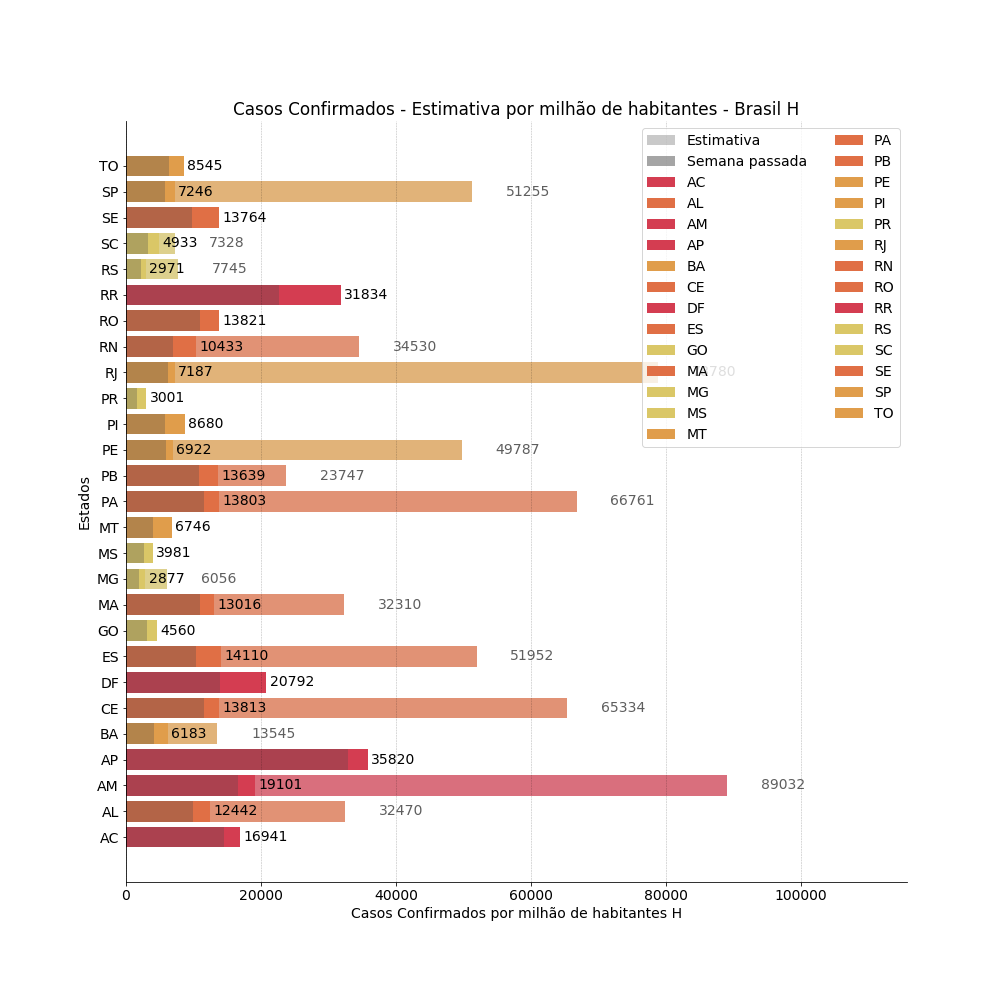 Casos Confirmados - Estimativa por milhão de habitantes - Brasil H
Estimativa
Semana passada
AC
AL
AM
AP
BA
CE
DF
ES
GO
MA
MG
MS
MT
PA
PB
PE
PI
PR
RJ
RN
RO
RR
RS
SC
SE
SP
TO
Estados
TO 8545
SP 7246 51255
SE 13764
SC 4933 7328
RS 2971 7745
RR 31834
RO 13821
RN 10433 34530
RJ 7187
PR 3001
PI 8680
PE 6922 49787
PB 13639 23747
PA 13803 66761
MT 6746
MS 3981
MG 2877 6056
MA 13016 32310
GO 4560
ES 14110 51952
DF 20792
CE 13813 65334
BA 6183 13545
AP 35820
AM 19101 89032
AL 12442 32470
AC 16941
0 20000 40000 60000 80000 100000
Casos Confirmados por milhão de habitantes H